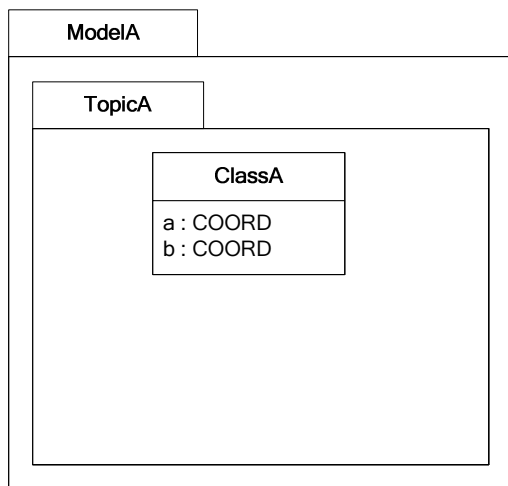 ModelA
TopicA
ClassA
a : COORD
b : COORD